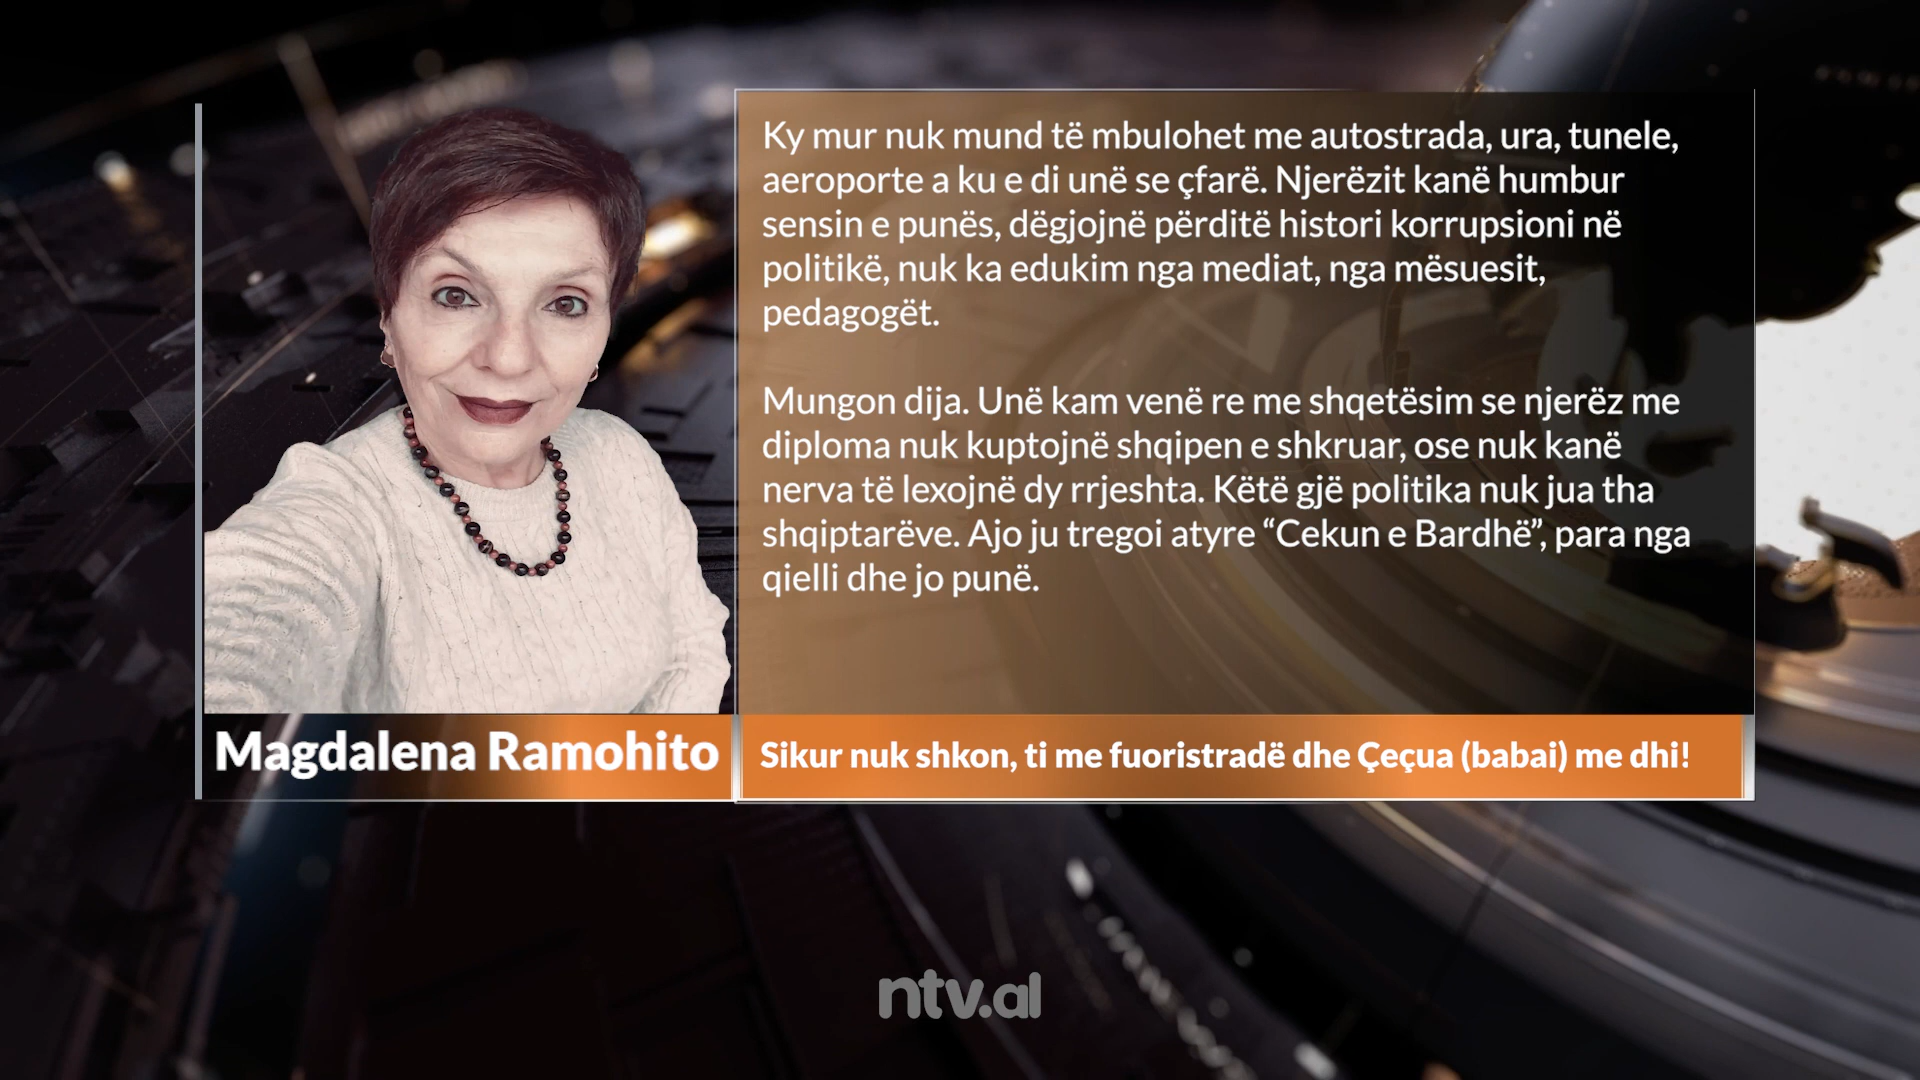 Ky mur nuk mund të mbulohet me autostrada, ura, tunele,
aeroporte a ku e di unë se çfarë. Njerëzit kanë humbur
sensin e punës, dëgjojnë përditë histori korrupsioni në
politikë, nuk ka edukim nga mediat, nga mësuesit,
pedagogët.
Mungon dija. Unë kam venë re me shqetësim se njerëz me
diploma nuk kuptojnë shqipen e shkruar, ose nuk kanë
nerva të lexojnë dy rrjeshta. Këtë gjë politika nuk jua tha
shqiptarëve. Ajo ju tregoi atyre “Cekun e Bardhë”, para nga
qielli dhe jo punë.
Magdalena Ramohito
Sikur nuk shkon, ti me fuoristradë dhe Çeçua (babai) me dhi!
ntv.al